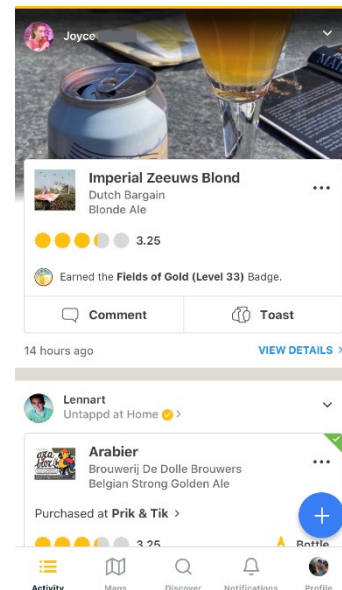 Joyce
Imperial Zeeuws Blond
Dutch Bargain
Blonde Ale
3.25
Earned the Fields of Gold (Level 33) Badge.
Comment
Toast
14 hours ago
VIEW DETAILS >
Lennart
Untappd at Home >
Arabier
Brouwerij De Dolle Brouwers
Belgian Strong Golden Ale
Purchased at Prik & Tik >
3.25
Bottle
Activity
Maps
Discover
Notifications
Profile